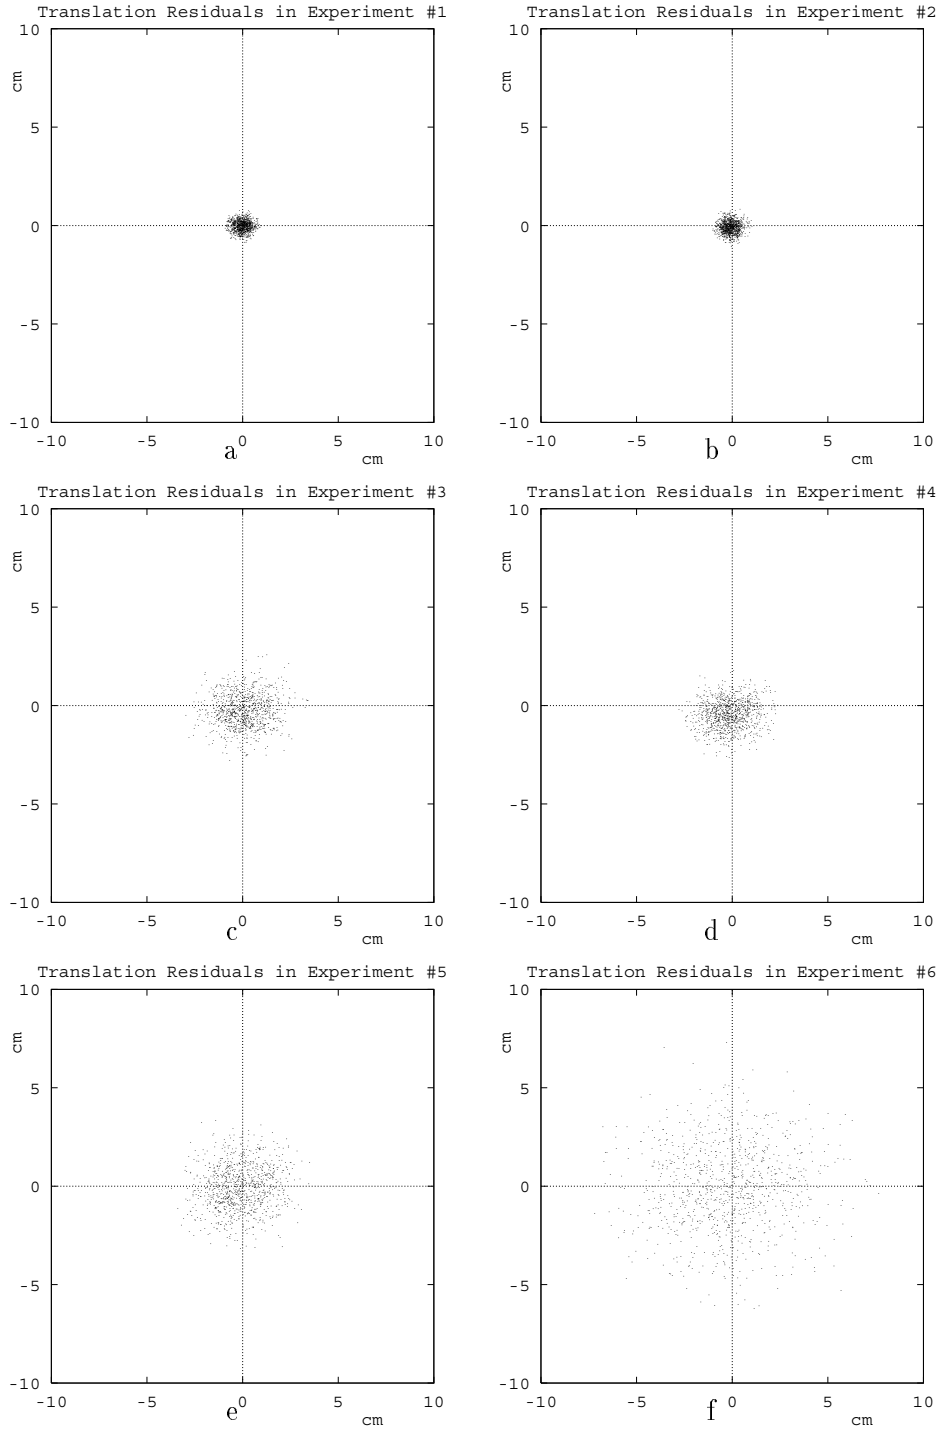 Translation Residuals in Experiment #1
10
cm
5
0
-5
-10
-10 -5 0 5 10
cm
a
Translation Residuals in Experiment #2
10
cm
5
0
-5
-10
-10 -5 0 5 10
cm
b
Translation Residuals in Experiment #3
10
cm
5
0
-5
-10
-10 -5 0 5 10
cm
c
Translation Residuals in Experiment #4
10
cm
5
0
-5
-10
-10 -5 0 5 10
cm
d
Translation Residuals in Experiment #5
10
cm
5
0
-5
-10
-10 -5 0 5 10
cm
e
Translation Residuals in Experiment #6
10
cm
5
0
-5
-10
-10 -5 0 5 10
cm
f